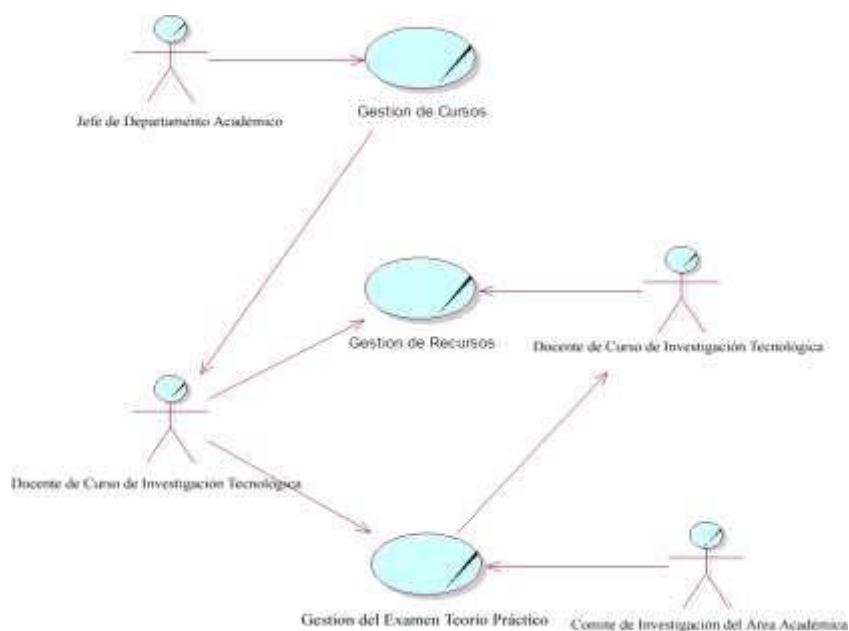 Gestion de Cursos
Jefe de Departamento Académico
Gestion de Recursos
Docente de Curso de Investigación Tecnológica
Docente de Curso de Investigación Tecnológica
Gestion del Examen Teorio Práctico
Comite de Investigación del Area Académica